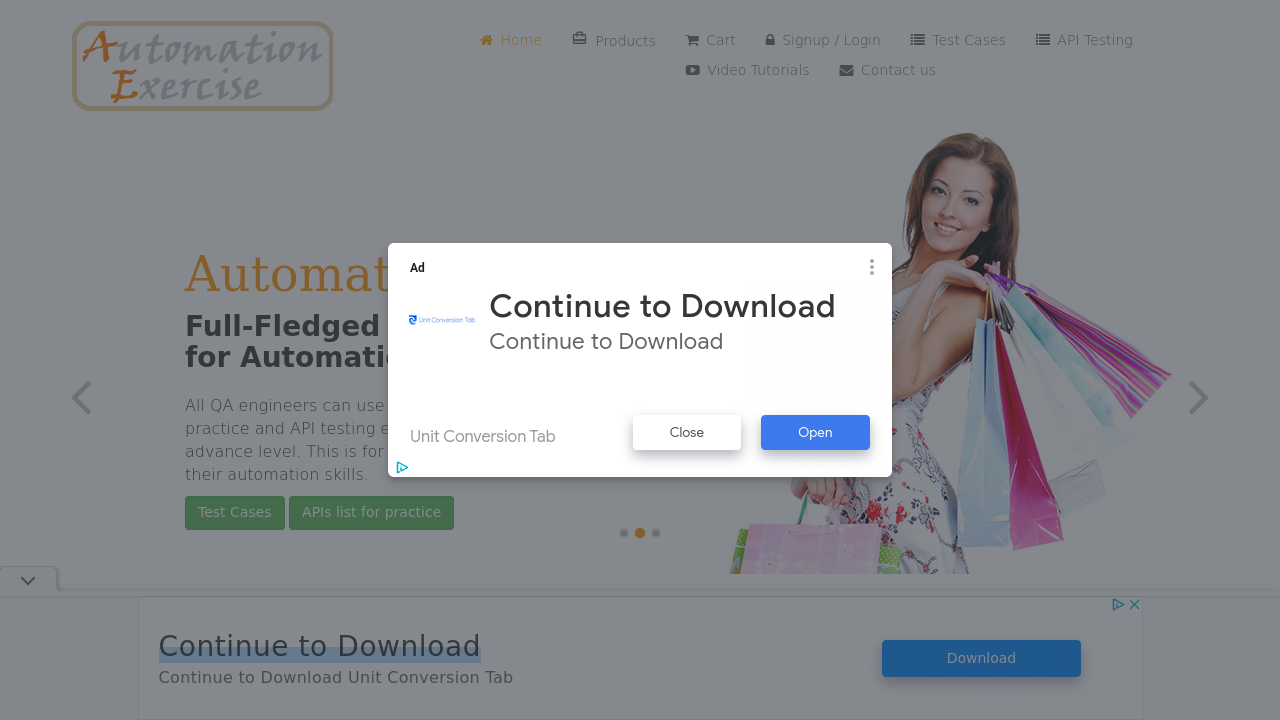 Automation
Exercise
Home
Products
Cart
Signup / Login
Test Cases
API Testing
Video Tutorials
Contact us
Ad
Continue to Download
Continue to Download
Unit Conversion Tab
Unit Conversion Tab
Close
Open
Automat
Full-Fledged
for Automatic
All QA engineers can use
practice and API testing
advance level. This is for
their automation skills.
Test Cases
APIs list for practice
Continue to Download
Continue to Download Unit Conversion Tab
Download